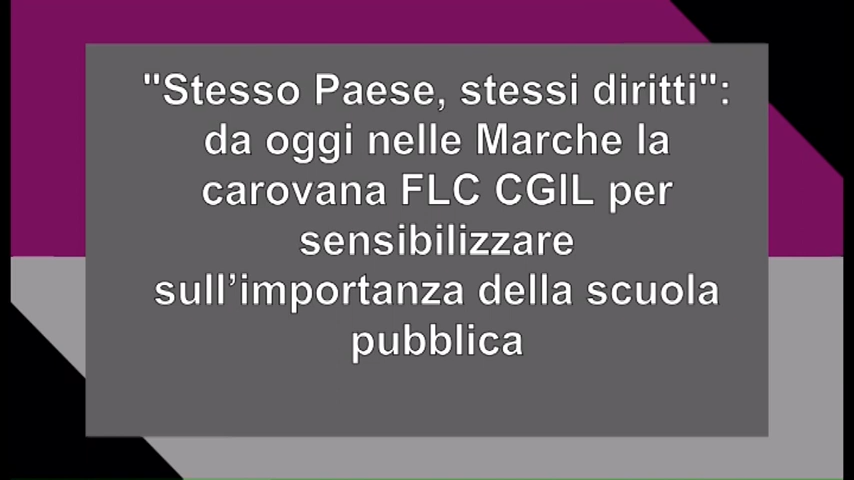 "Stesso Paese, stessi diritti":
da oggi nelle Marche la
carovana FLC CGIL per
sensibilizzare
sull’importanza della scuola
pubblica